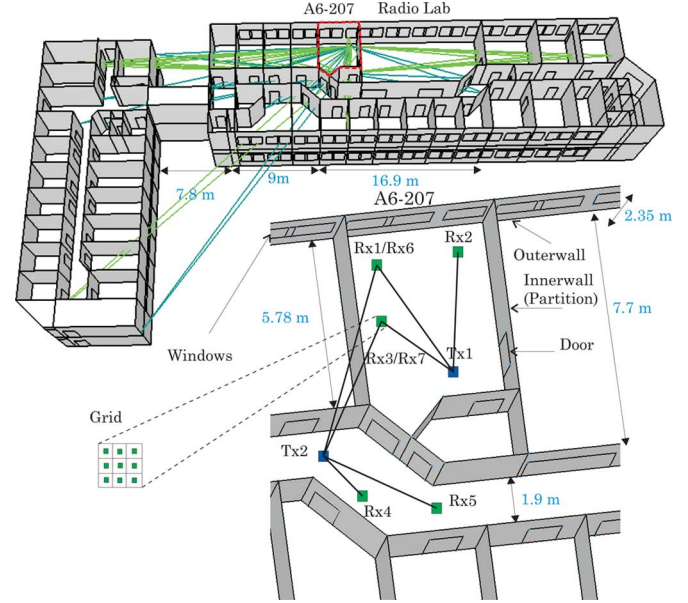 A6-207 Radio Lab
7.8 m
9m
16.9 m
A6-207
2.35 m
Rx1/Rx6
Rx2
Outerwall
Innerwall
(Partition)
5.78 m
7.7 m
Windows
Rx3/Rx7
Tx1
Door
Grid
Tx2
Rx4
Rx5
1.9 m